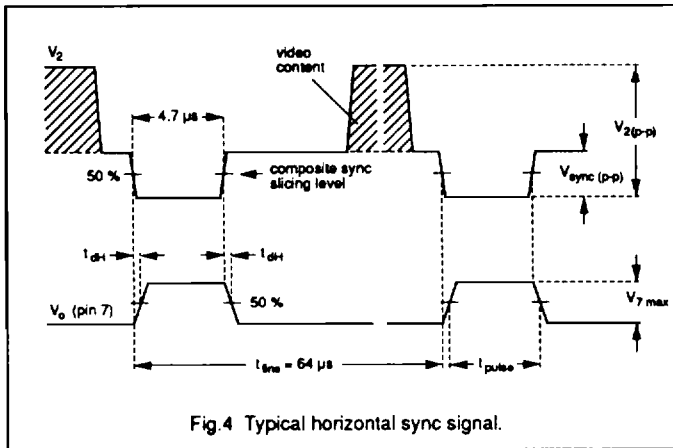 V2
video
content
4.7 µs
V2(p-p)
50 %
composite sync
slicing level
Vsync (p-p)
tdH
tdH
Vo (pin 7)
50 %
V7 max
tline = 64 µs
tpulse
Fig.4 Typical horizontal sync signal.